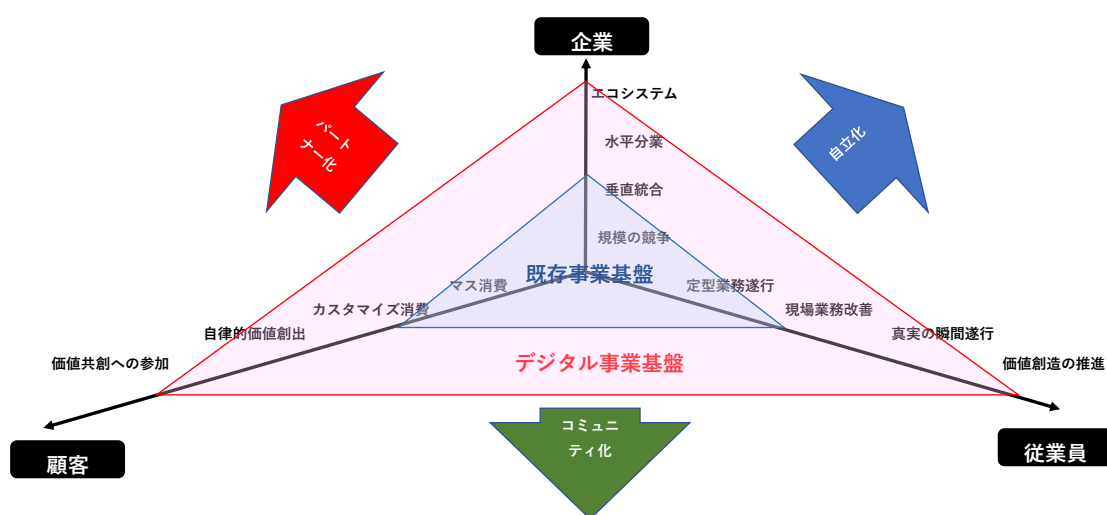 企業
エコシステム
パート
ナー化
自立化
水平分業
垂直統合
規模の競争
既存事業基盤
マス消費
定型業務遂行
カスタマイズ消費
現場業務改善
自律的価値創出
真実の瞬間遂行
価値共創への参加
デジタル事業基盤
価値創造の推進
コミュニ
ティ化
顧客
従業員